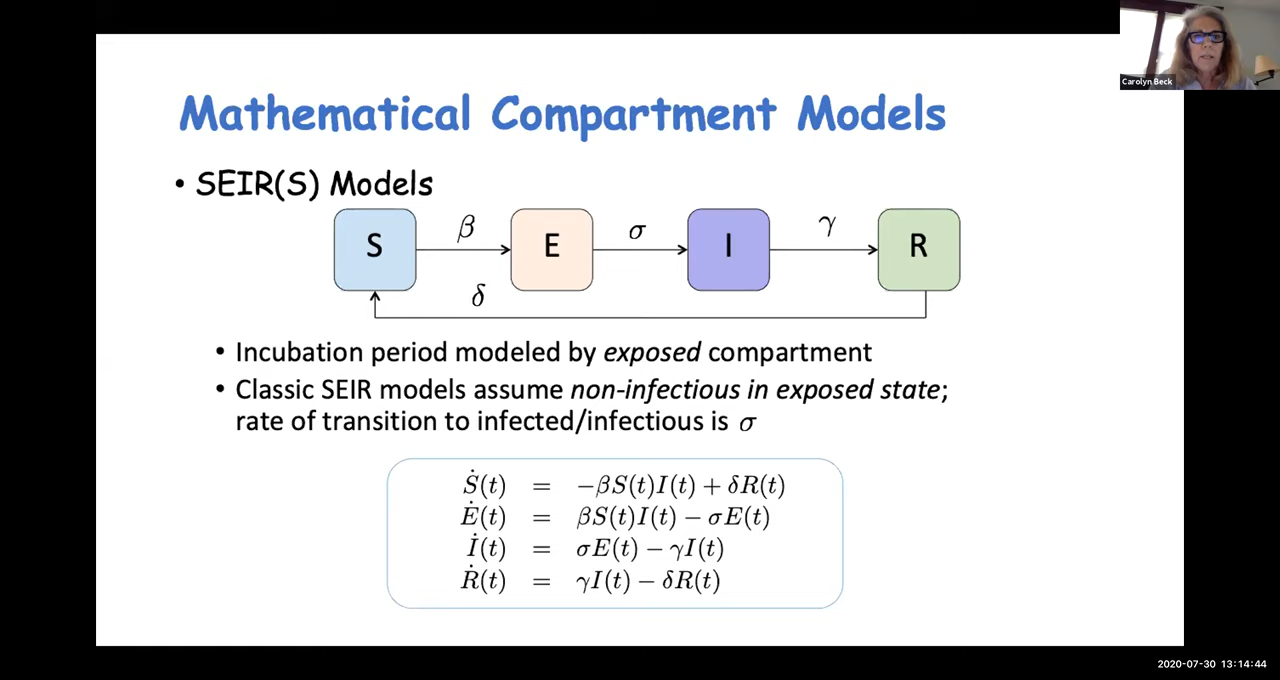 Carolyn Beck
Mathematical Compartment Models
• SEIR(S) Models
S β E σ I γ R
δ
• Incubation period modeled by exposed compartment
• Classic SEIR models assume non-infectious in exposed state;
rate of transition to infected/infectious is σ
Ṡ(t) = −βS(t)I(t) + δR(t)
Ė(t) = βS(t)I(t) − σE(t)
İ(t) = σE(t) − γI(t)
Ṙ(t) = γI(t) − δR(t)
2020-07-30 13:14:44